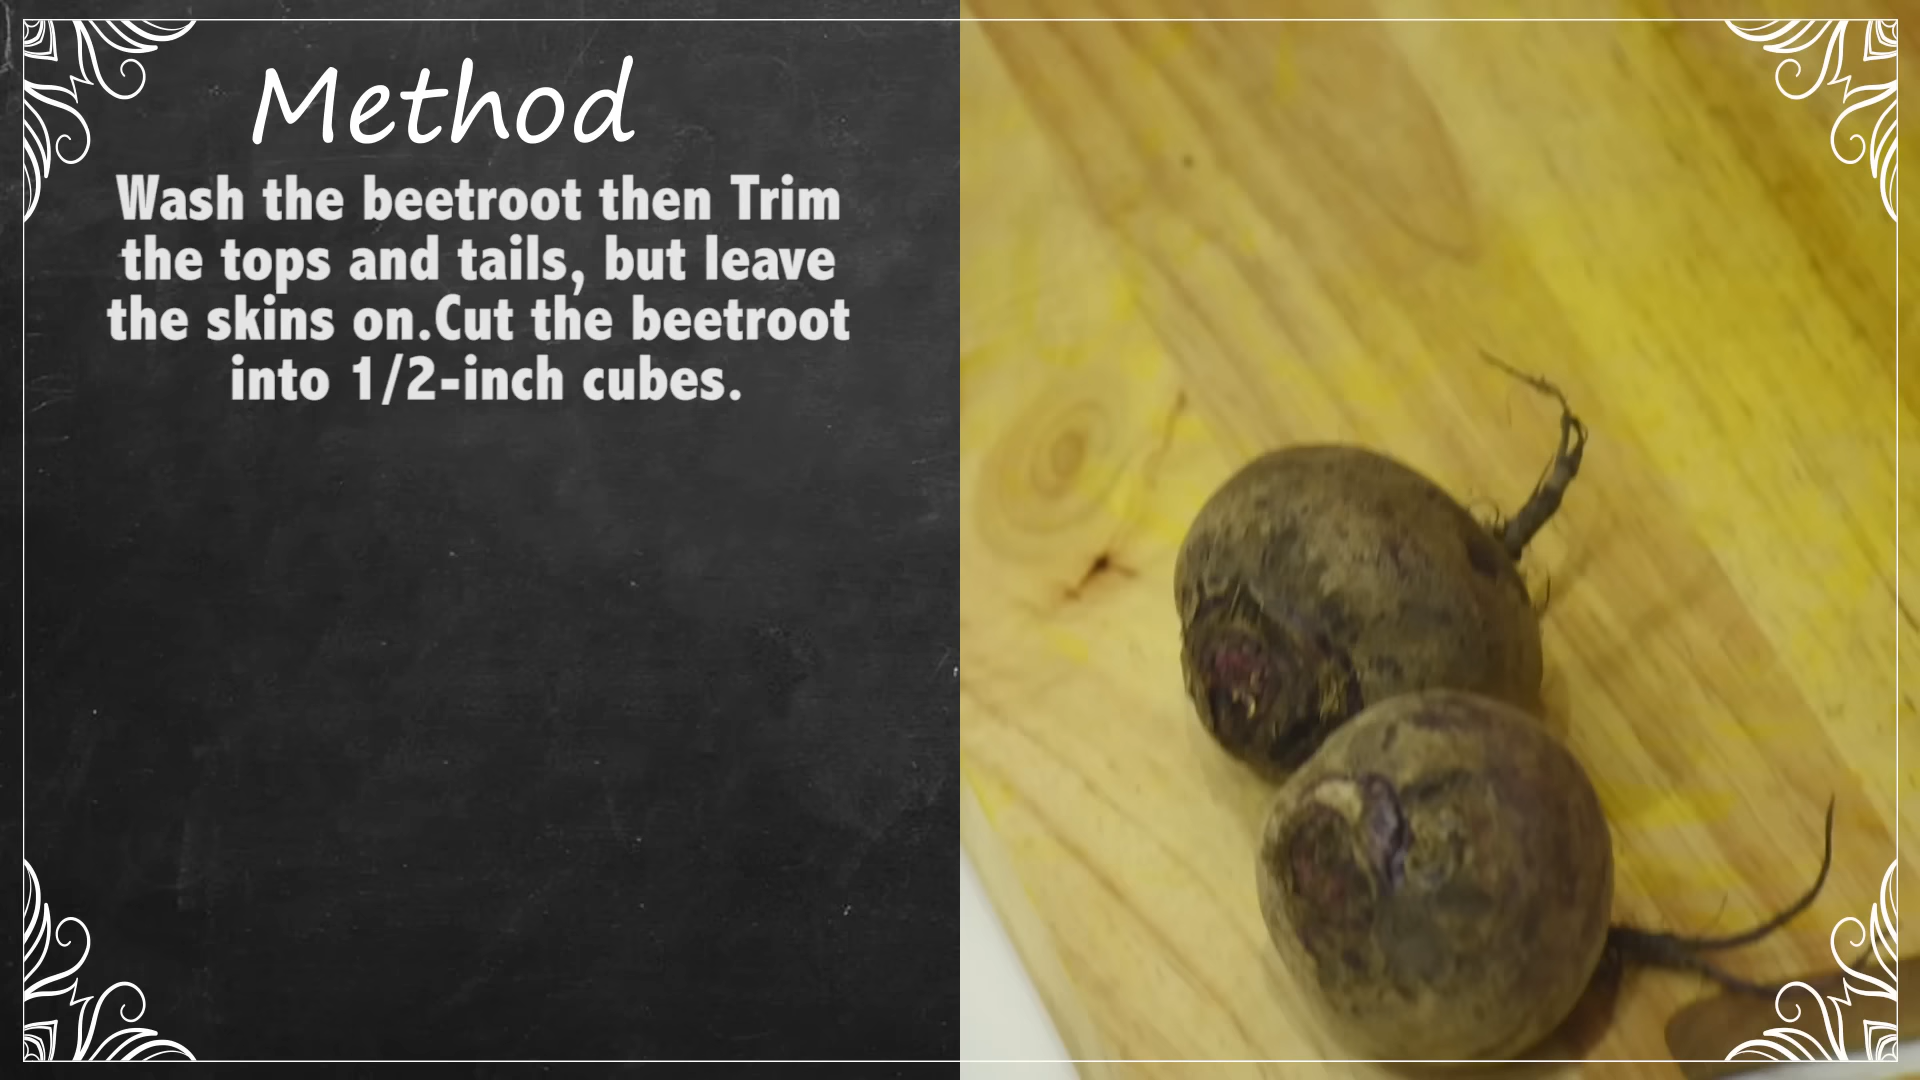 Method
Wash the beetroot then Trim
the tops and tails, but leave
the skins on.Cut the beetroot
into 1/2-inch cubes.